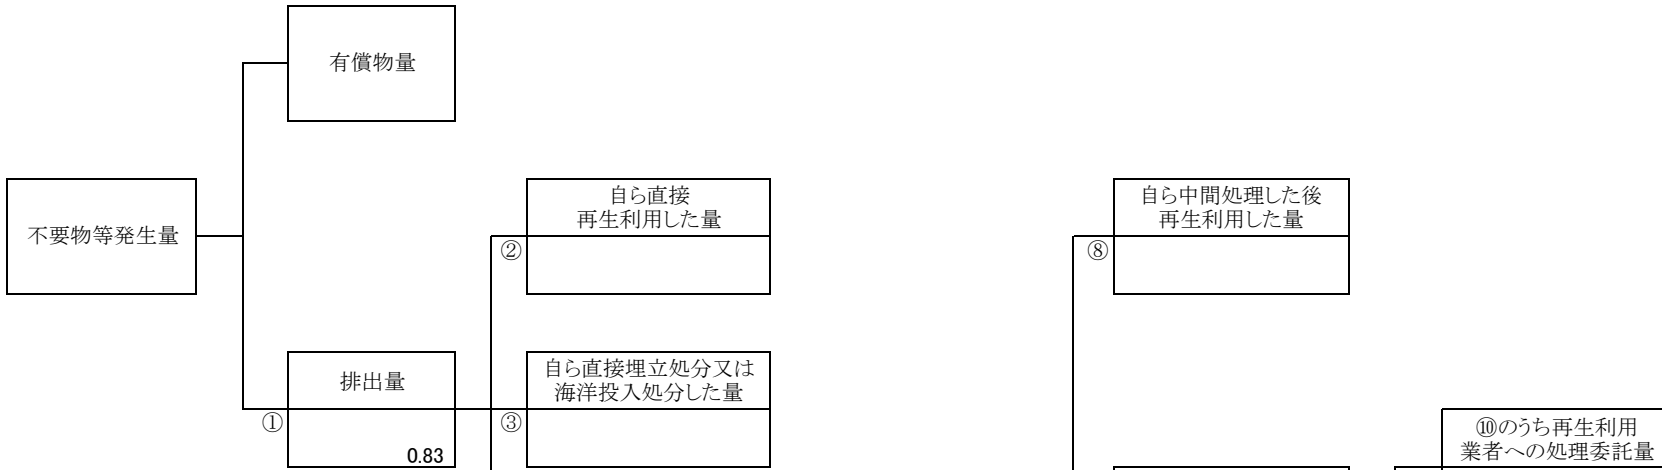 有償物量
不要物等発生量
自ら直接
再生利用した量
②
自ら中間処理した後
再生利用した量
⑧
排出量
①
0.83
自ら直接埋立処分又は
海洋投入処分した量
③
⑩のうち再生利用
業者への処理委託量